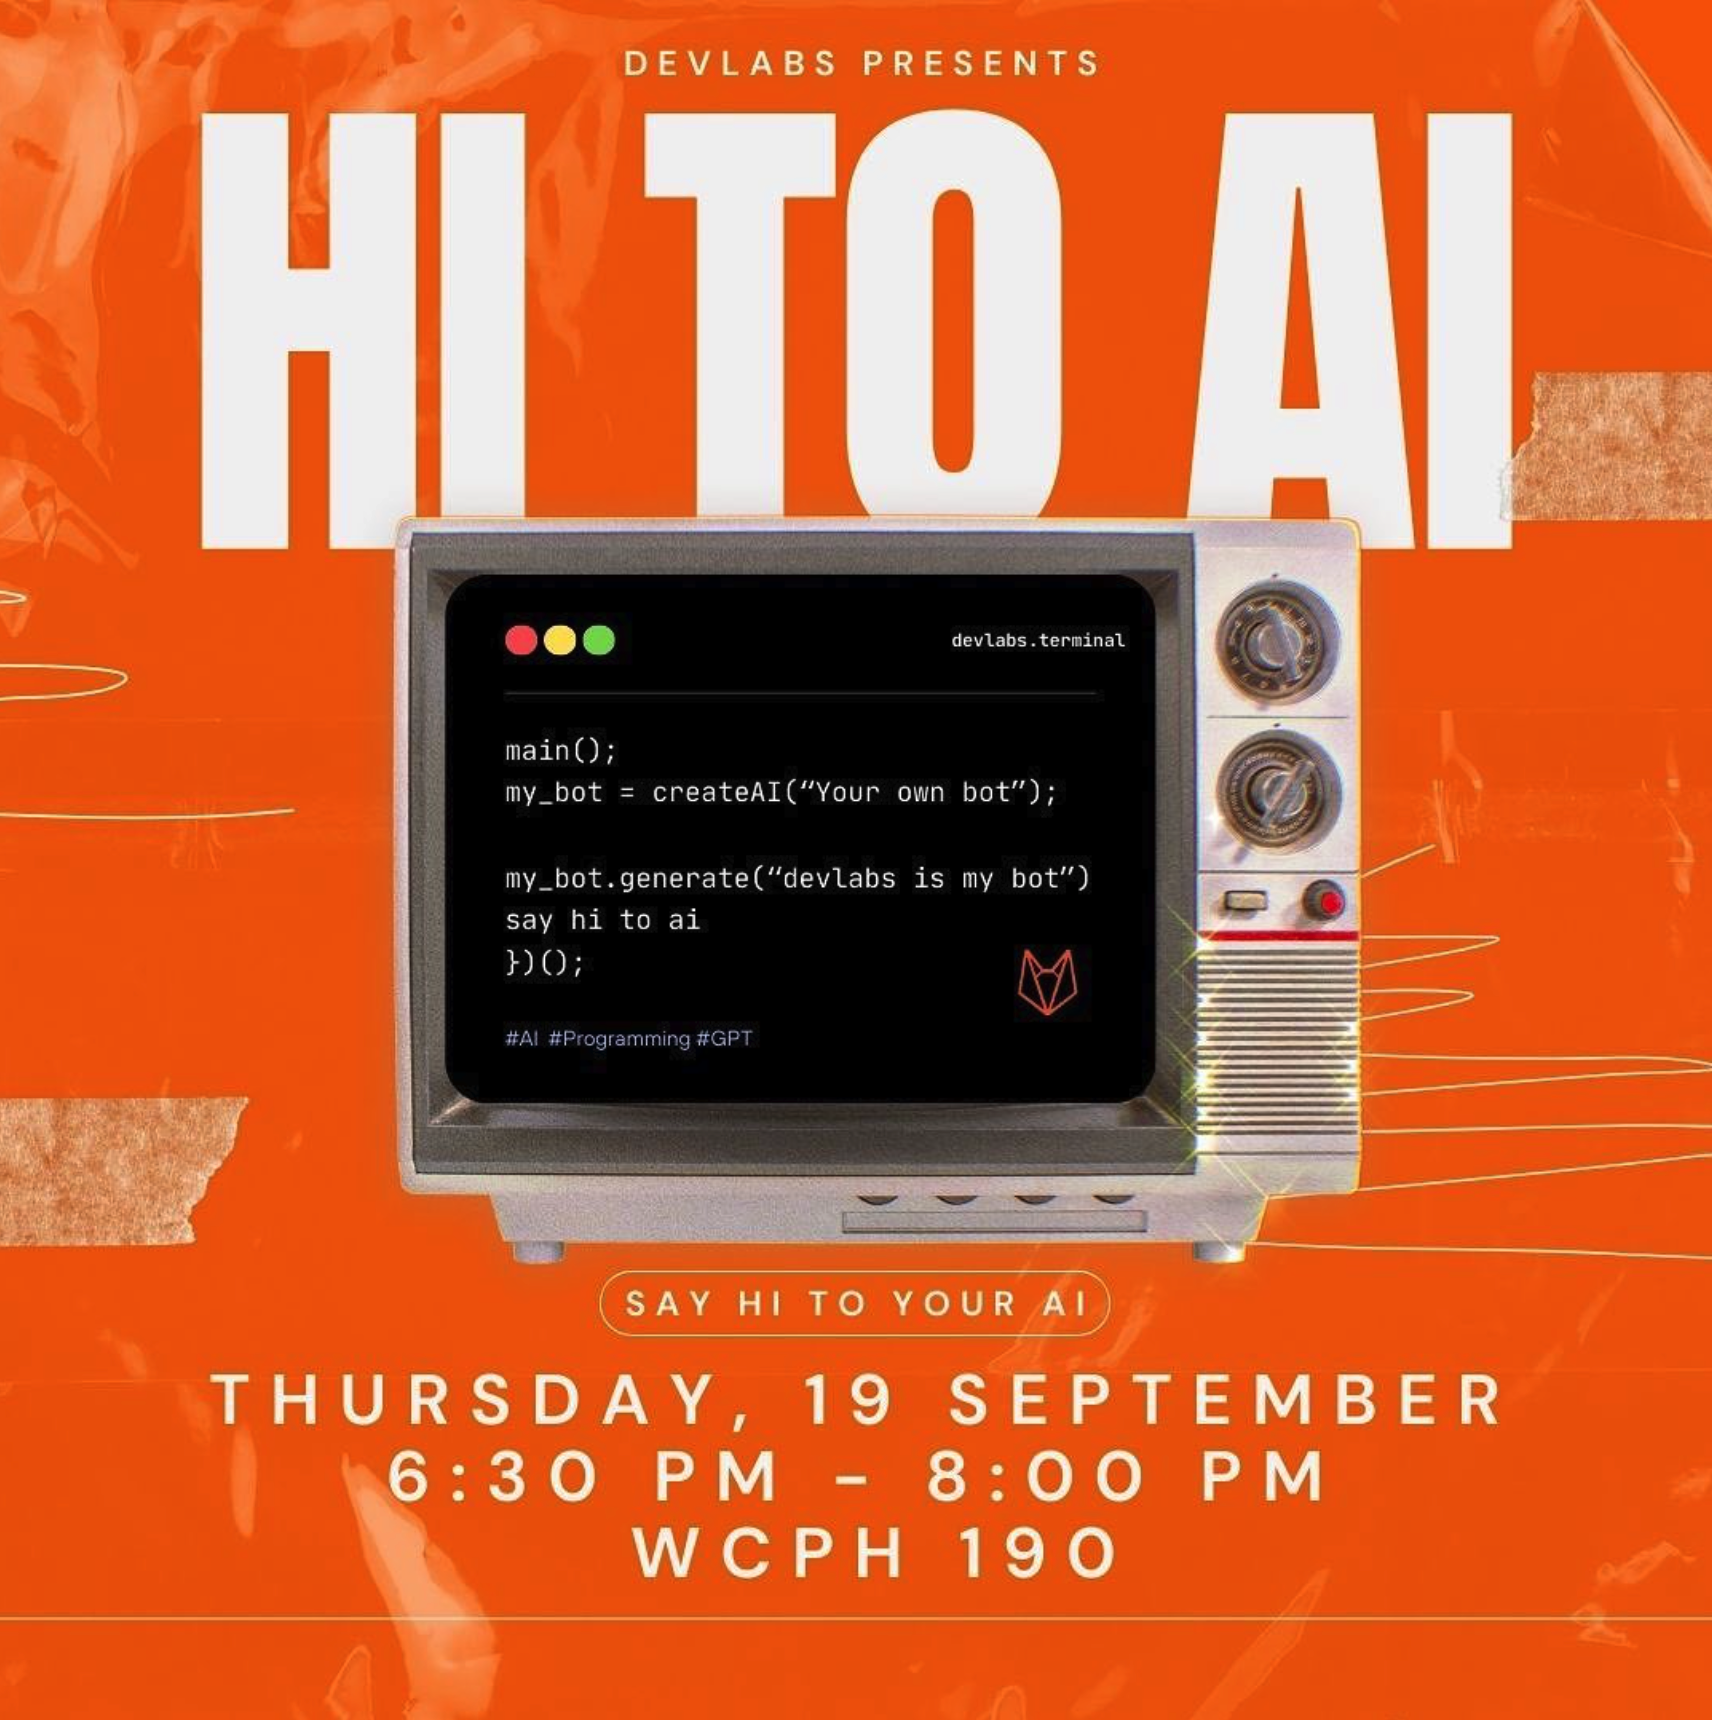 DEVLABS PRESENTS
HI TO AI
devlabs.terminal
main();
my_bot = createAI(“Your own bot”);
my_bot.generate(“devlabs is my bot”)
say hi to ai
})();
#AI #Programming #GPT
SAY HI TO YOUR AI
THURSDAY, 19 SEPTEMBER
6:30 PM - 8:00 PM
WCPH 190